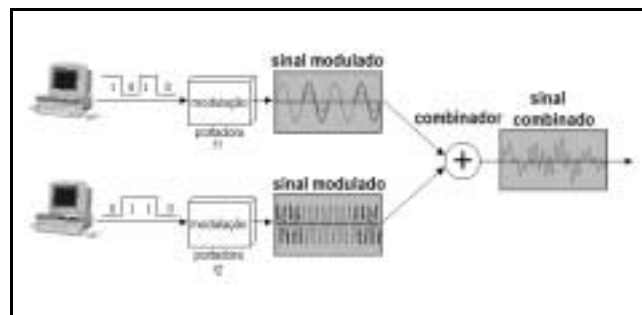 sinal modulado
1 0 1 0
modulação
portadora
f1
combinador
sinal
combinado
+
sinal modulado
0 1 1 0
modulação
portadora
f2